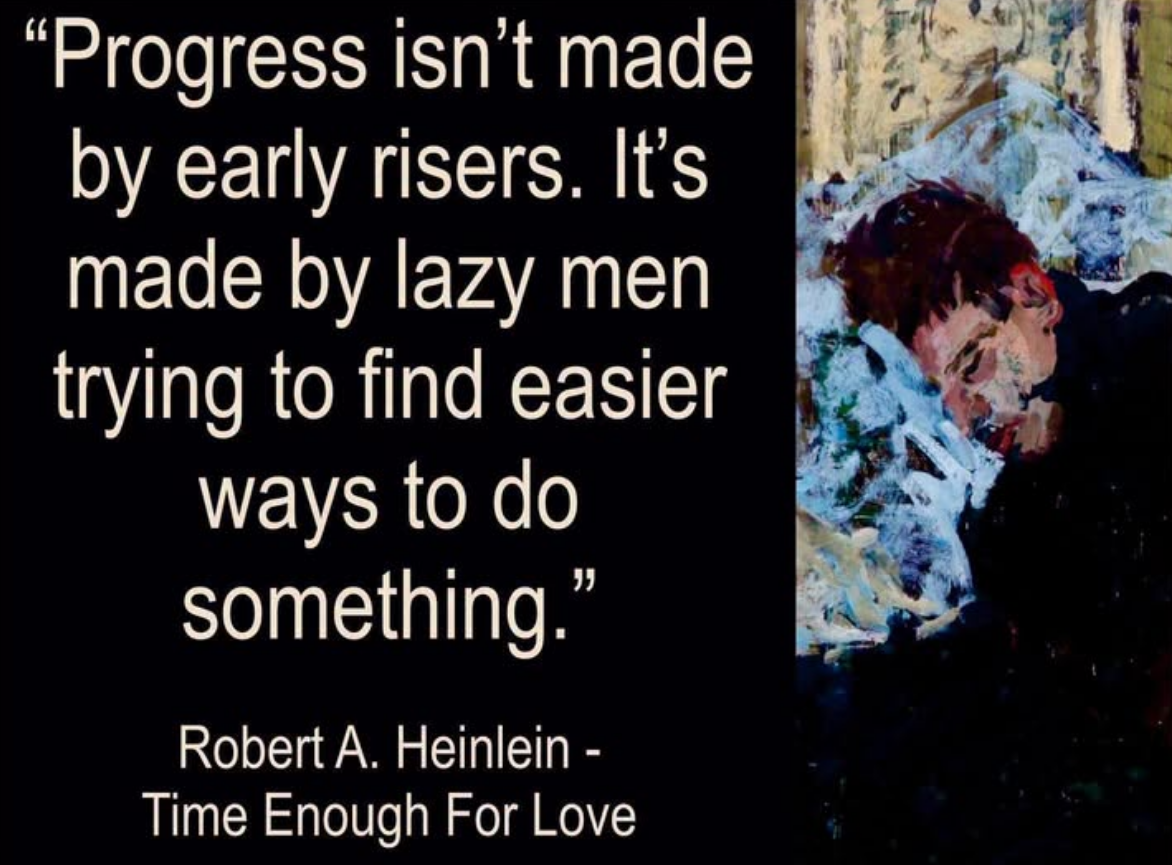 “Progress isn’t made
by early risers. It’s
made by lazy men
trying to find easier
ways to do
something.”
Robert A. Heinlein -
Time Enough For Love